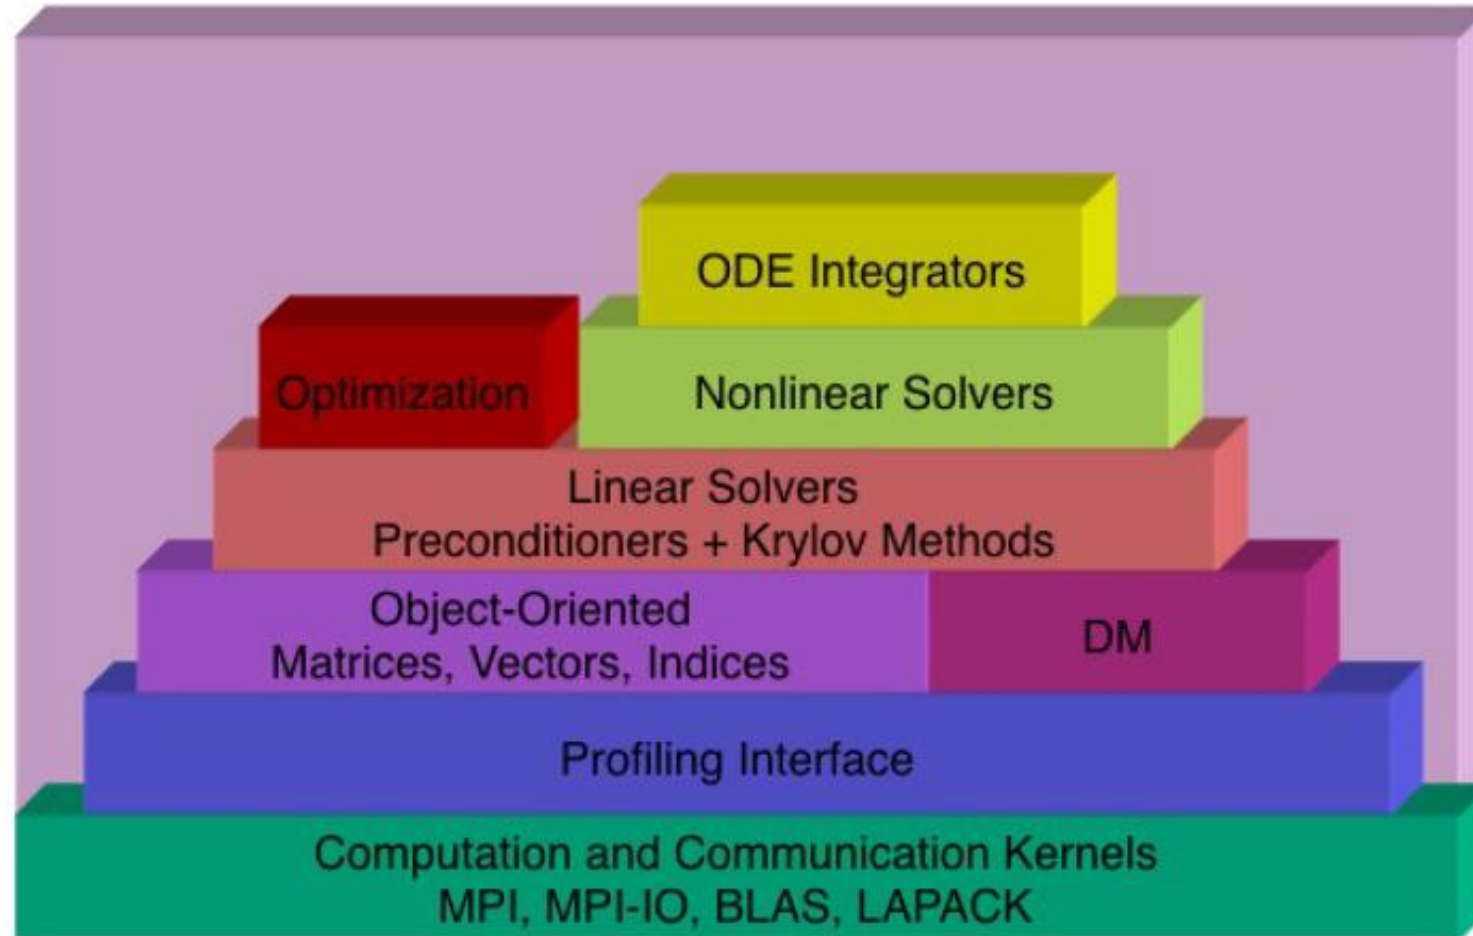 ODE Integrators
Optimization
Nonlinear Solvers
Linear Solvers
Preconditioners + Krylov Methods
Object-Oriented
Matrices, Vectors, Indices
DM
Profiling Interface
Computation and Communication Kernels
MPI, MPI-IO, BLAS, LAPACK